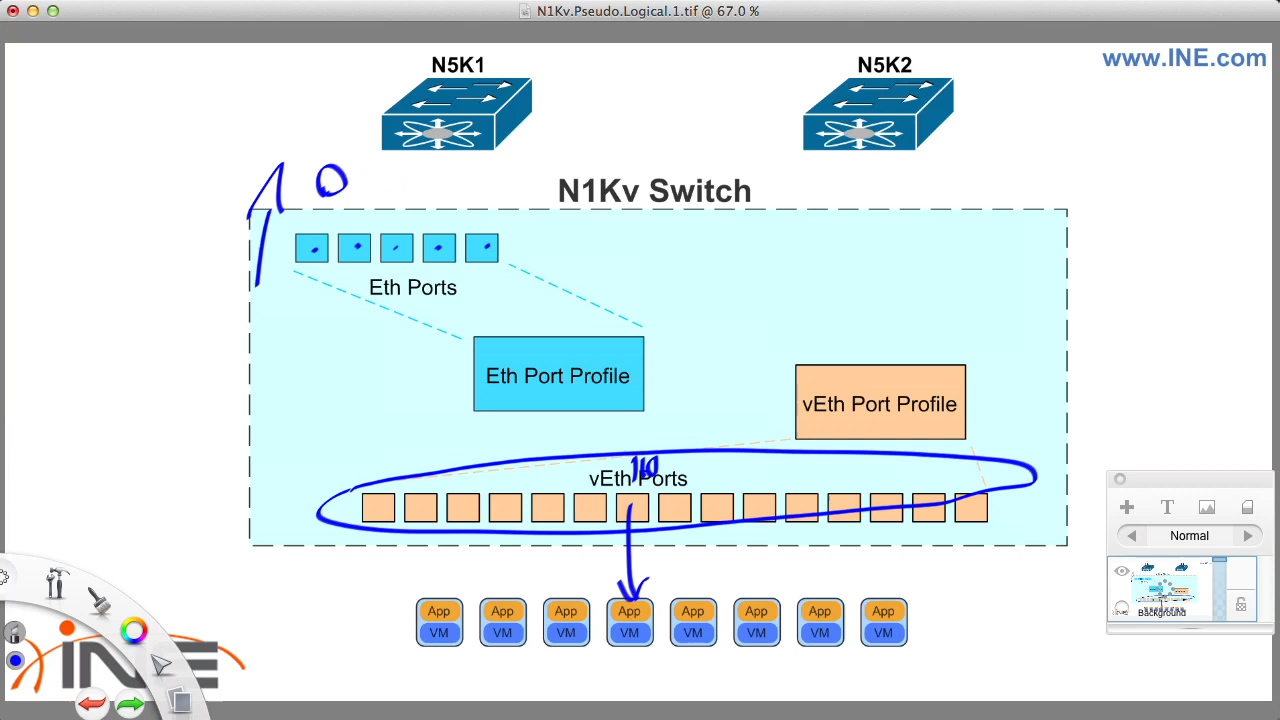 N1Kv.Pseudo.Logical.1.tif @ 67.0 %
www.INE.com
N5K1
N5K2
N1Kv Switch
Eth Ports
Eth Port Profile
vEth Port Profile
110
vEth Ports
Normal
Background
App App App App App App App App
VM VM VM VM VM VM VM VM
iNE